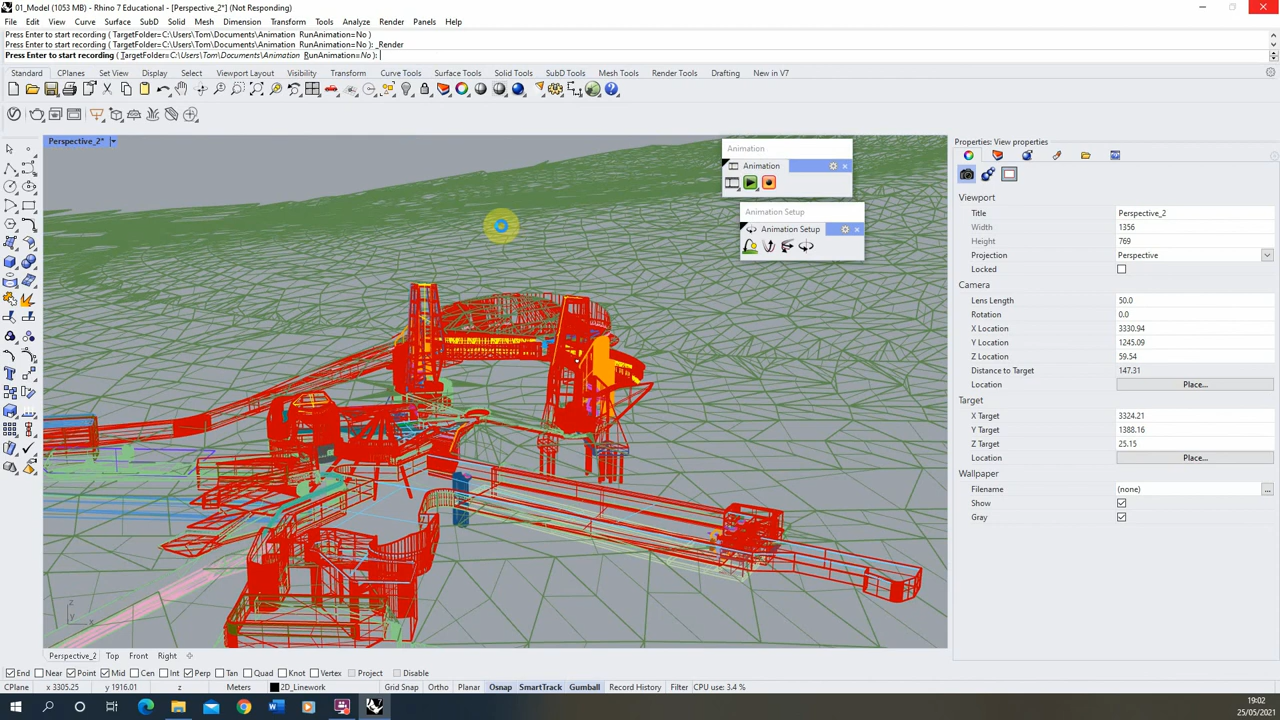 01_Model (1053 MB) - Rhino 7 Educational - [Perspective_2*] (Not Responding)
File Edit View Curve Surface SubD Solid Mesh Dimension Transform Tools Analyze Render Panels Help
Press Enter to start recording ( TargetFolder=C:\Users\Tom\Documents\Animation RunAnimation=No )
Press Enter to start recording ( TargetFolder=C:\Users\Tom\Documents\Animation RunAnimation=No ): _Render
Press Enter to start recording ( TargetFolder=C:\Users\Tom\Documents\Animation RunAnimation=No ):
Standard CPlanes Set View Display Select Viewport Layout Visibility Transform Curve Tools Surface Tools Solid Tools SubD Tools Mesh Tools Render Tools Drafting New in V7
Perspective_2*
Animation
Animation
Animation Setup
Animation Setup
Properties: View properties
Viewport
Title Perspective_2
Width 1356
Height 769
Projection Perspective
Locked
Camera
Lens Length 50.0
Rotation 0.0
X Location 3330.94
Y Location 1245.09
Z Location 59.54
Distance to Target 147.31
Location Place...
Target
X Target 3324.21
Y Target 1388.16
Z Target 25.15
Location Place...
Wallpaper
Filename (none) ...
Show
Gray
z
y x
Perspective_2 Top Front Right
End Near Point Mid Cen Int Perp Tan Quad Knot Vertex Project Disable
CPlane x 3305.25 y 1916.01 z Meters 2D_Linework Grid Snap Ortho Planar Osnap SmartTrack Gumball Record History Filter CPU use: 3.4 %
19:02
25/05/2021